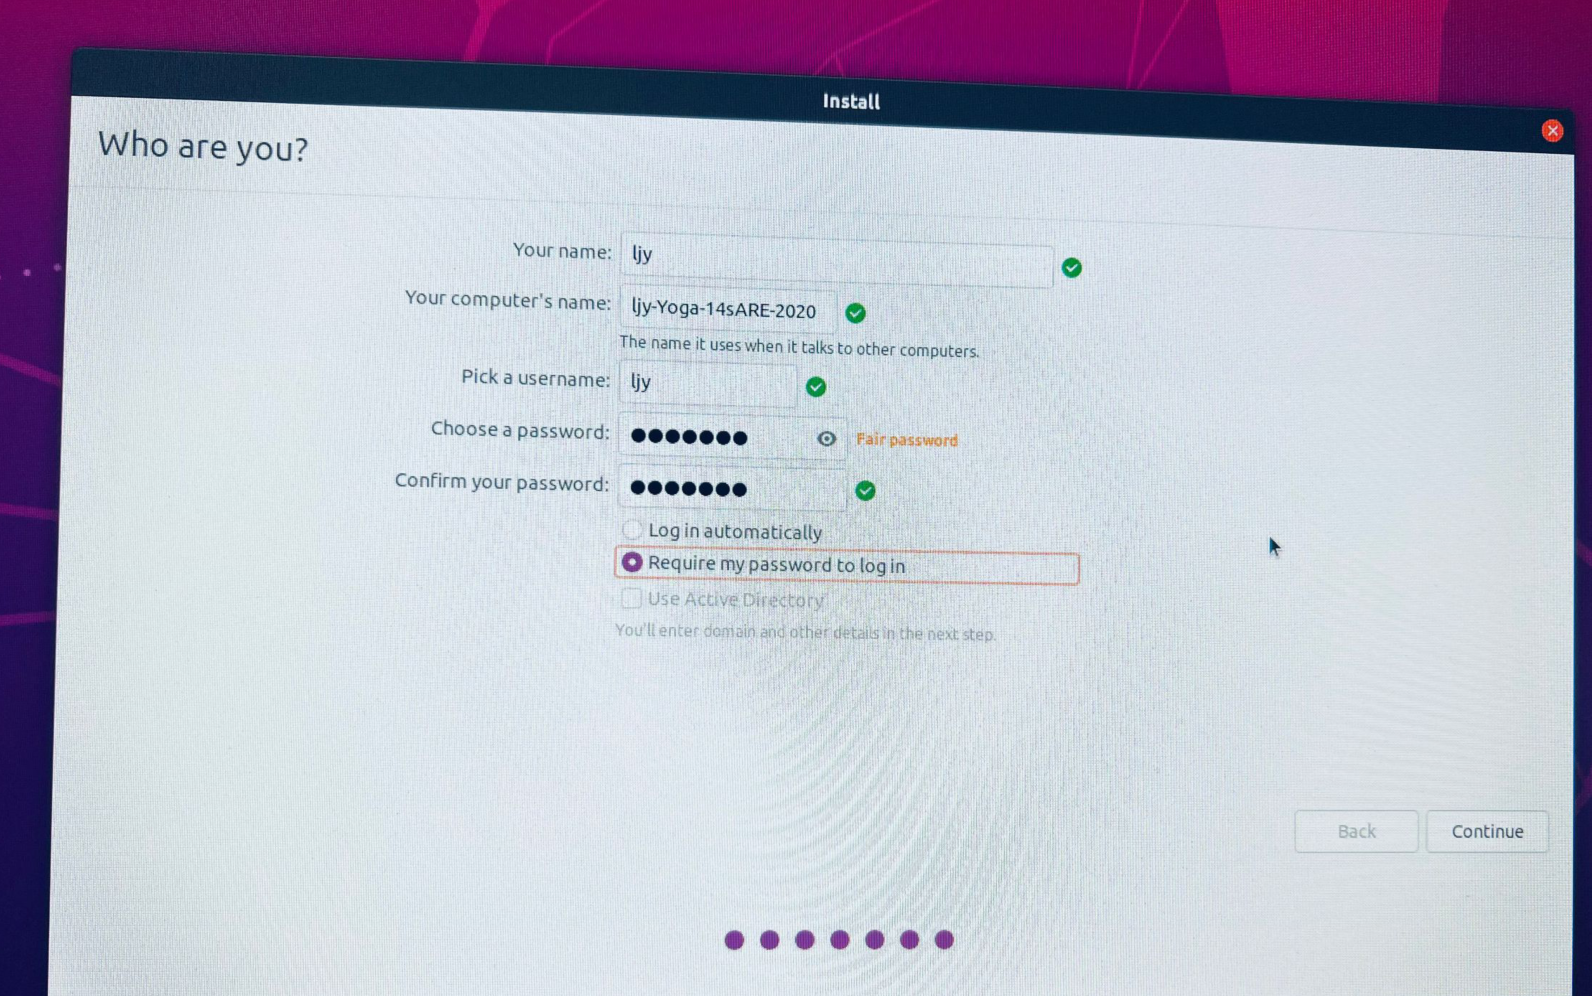 Install
Who are you?
Your name: ljy
Your computer's name: ljy-Yoga-14sARE-2020
The name it uses when it talks to other computers.
Pick a username: ljy
Choose a password: ●●●●●●● Fair password
Confirm your password: ●●●●●●●
Log in automatically
Require my password to log in
Use Active Directory
You'll enter domain and other details in the next step.
Back Continue